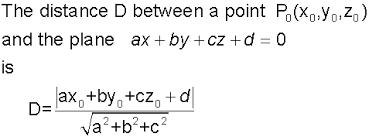 The distance D between a point P₀(x₀,y₀,z₀)
and the plane ax + by + cz + d = 0
is
D= |ax₀+by₀+cz₀ + d| / √a²+b²+c²